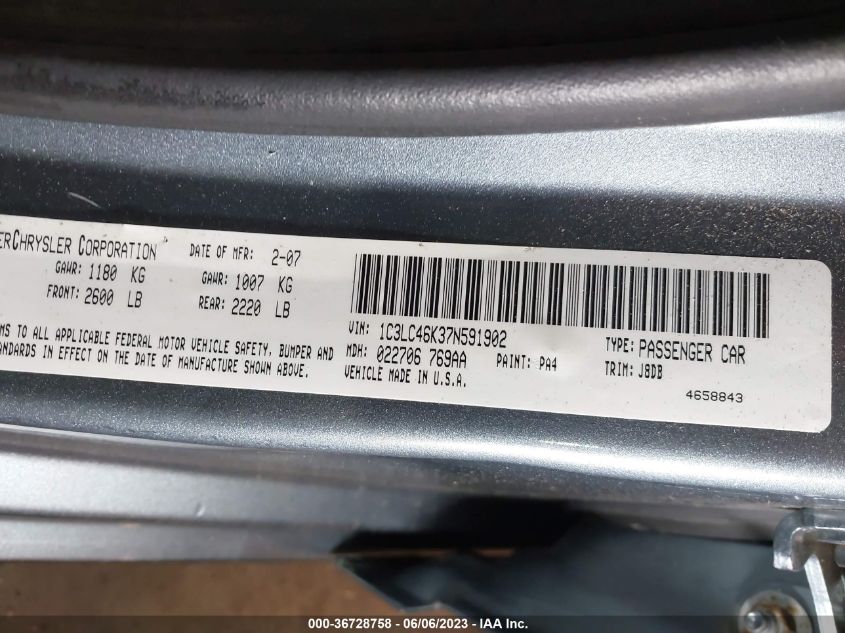 ERCHRYSLER CORPORATION DATE OF MFR: 2-07
GAWR: 1180 KG GAWR: 1007 KG
FRONT: 2600 LB REAR: 2220 LB
MS TO ALL APPLICABLE FEDERAL MOTOR VEHICLE SAFETY, BUMPER AND
ANDARDS IN EFFECT ON THE DATE OF MANUFACTURE SHOWN ABOVE.
VIN: 1C3LC46K37N591902
MDH: 022706 769AA PAINT: PA4
VEHICLE MADE IN U.S.A.
TYPE: PASSENGER CAR
TRIM: J8DB
4658843
000-36728758 - 06/06/2023 - IAA Inc.